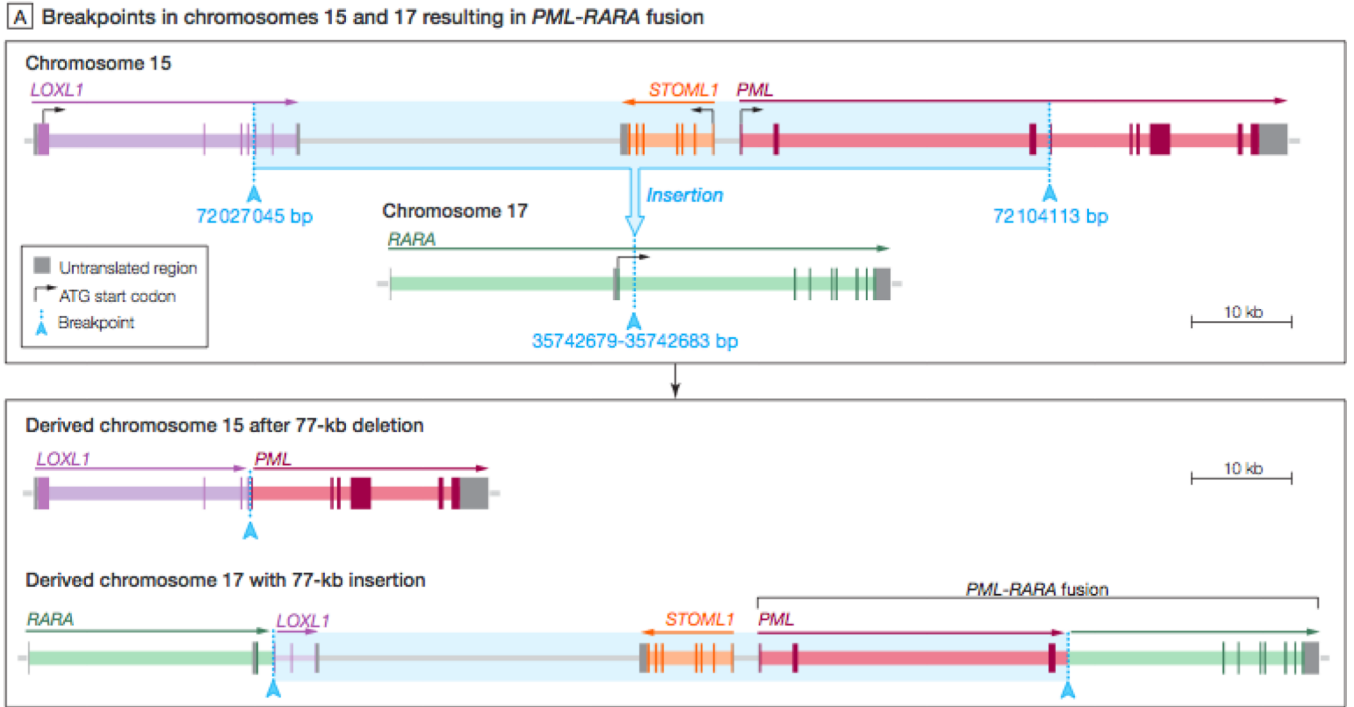 A Breakpoints in chromosomes 15 and 17 resulting in PML-RARA fusion
Chromosome 15
LOXL1
STOML1
PML
Insertion
72027045 bp
72104113 bp
Chromosome 17
RARA
Untranslated region
ATG start codon
Breakpoint
10 kb
35742679-35742683 bp
Derived chromosome 15 after 77-kb deletion
LOXL1
PML
10 kb
Derived chromosome 17 with 77-kb insertion
PML-RARA fusion
RARA
LOXL1
STOML1
PML